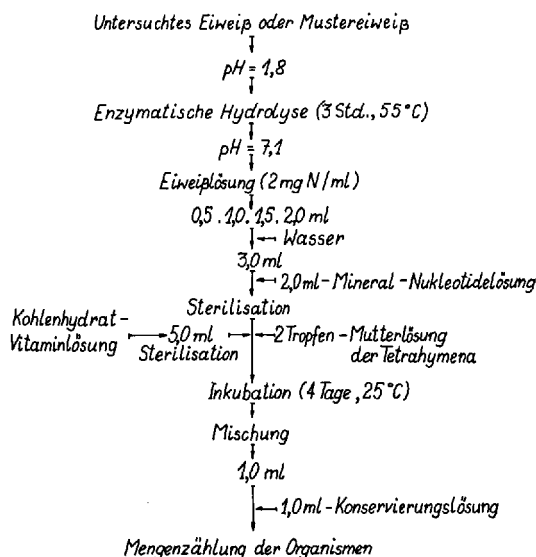 Untersuchtes Eiweiß oder Mustereiweiß
pH = 1,8
Enzymatische Hydrolyse (3 Std., 55°C)
pH = 7,1
Eiweißlösung (2 mg N/ml)
0,5 . 1,0 . 1,5 . 2,0 ml
Wasser
3,0 ml
2,0 ml - Mineral - Nukleotidelösung
Sterilisation
Kohlenhydrat-
Vitaminlösung
5,0 ml
Sterilisation
2 Tropfen - Mutterlösung
der Tetrahymena
Inkubation (4 Tage, 25°C)
Mischung
1,0 ml
1,0 ml - Konservierungslösung
Mengenzählung der Organismen